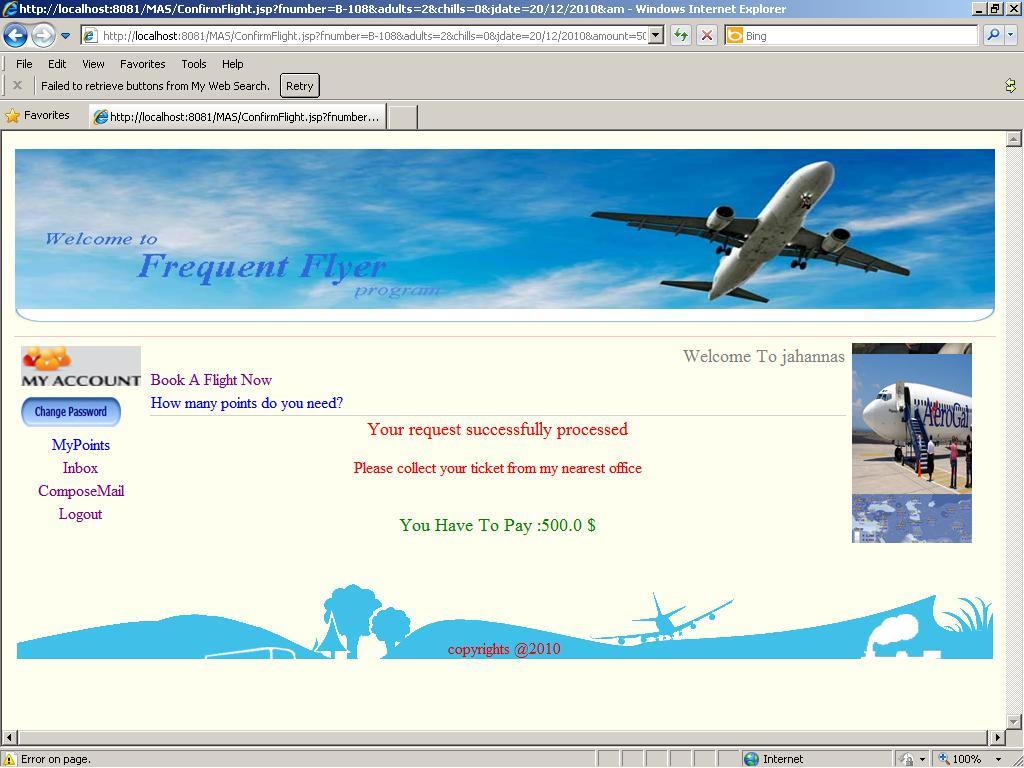 http://localhost:8081/MAS/ConfirmFlight.jsp?fnumber=B-108&adults=2&chills=0&jdate=20/12/2010&am - Windows Internet Explorer
http://localhost:8081/MAS/ConfirmFlight.jsp?fnumber=B-108&adults=2&chills=0&jdate=20/12/2010&amount=50
Bing
File Edit View Favorites Tools Help
Failed to retrieve buttons from My Web Search. Retry
Favorites
http://localhost:8081/MAS/ConfirmFlight.jsp?fnumber...
Welcome to
Frequent Flyer
program
MY ACCOUNT
Change Password
MyPoints
Inbox
ComposeMail
Logout
Welcome To jahannas
Book A Flight Now
How many points do you need?
Your request successfully processed
Please collect your ticket from my nearest office
You Have To Pay :500.0 $
AeroGal
copyrights @2010
Error on page.
Internet
100%